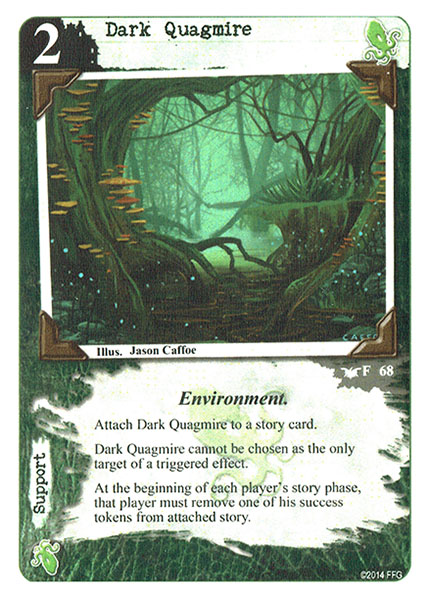 2
Dark Quagmire
CAFFOE
Illus. Jason Caffoe
F 68
Environment.
Attach Dark Quagmire to a story card.
Dark Quagmire cannot be chosen as the only
target of a triggered effect.
At the beginning of each player's story phase,
that player must remove one of his success
tokens from attached story.
Support
©2014 FFG